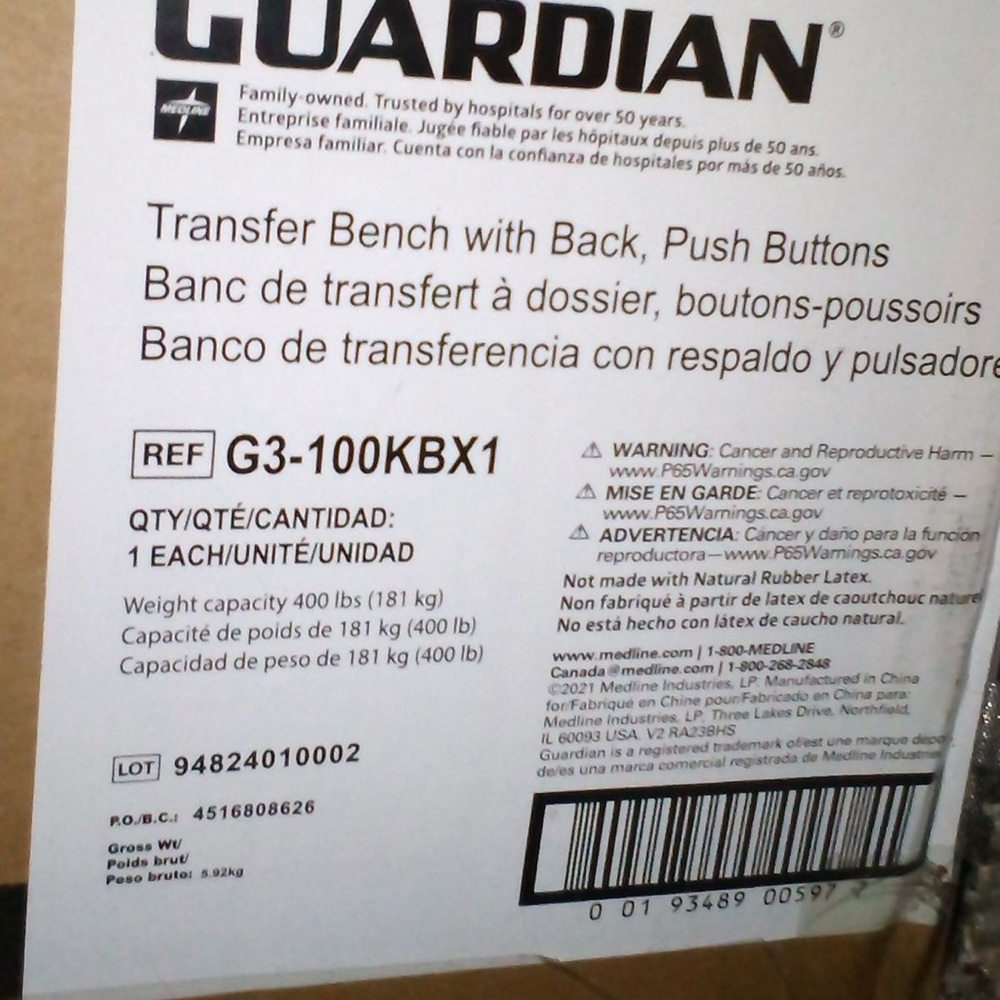 GUARDIAN®
MEDLINE
Family-owned. Trusted by hospitals for over 50 years.
Entreprise familiale. Jugée fiable par les hôpitaux depuis plus de 50 ans.
Empresa familiar. Cuenta con la confianza de hospitales por más de 50 años.
Transfer Bench with Back, Push Buttons
Banc de transfert à dossier, boutons-poussoirs
Banco de transferencia con respaldo y pulsadore
REF G3-100KBX1
QTY/QTÉ/CANTIDAD:
1 EACH/UNITÉ/UNIDAD
Weight capacity 400 lbs (181 kg)
Capacité de poids de 181 kg (400 lb)
Capacidad de peso de 181 kg (400 lb)
LOT 94824010002
P.O./B.C.: 4516808626
Gross Wt/
Poids brut/
Peso bruto: 5.92kg
⚠ WARNING: Cancer and Reproductive Harm –
www.P65Warnings.ca.gov
⚠ MISE EN GARDE: Cancer et reprotoxicité –
www.P65Warnings.ca.gov
⚠ ADVERTENCIA: Cáncer y daño para la función
reproductora–www.P65Warnings.ca.gov
Not made with Natural Rubber Latex.
Non fabriqué à partir de latex de caoutchouc nature
No está hecho con látex de caucho natural.
www.medline.com | 1-800-MEDLINE
Canada@medline.com | 1-800-268-2848
©2021 Medline Industries, LP. Manufactured in China
for/Fabriqué en Chine pour/Fabricado en China para:
Medline Industries, LP, Three Lakes Drive, Northfield,
IL 60093 USA. V2 RA23BHS
Guardian is a registered trademark of/est une marque dépo
de/es una marca comercial registrada de Medline Industrie
0 01 93489 00597